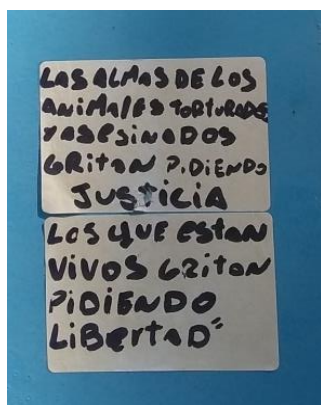 LAS ALMAS DE LOS
ANiMAlES TORTURADOS
Y ASESiNADOS
GRiTAN PiDIENDO
JUSTICIA
LOS QUE ESTAN
ViVOS GRiTAN
PiDIENDO
LiBERTAD"